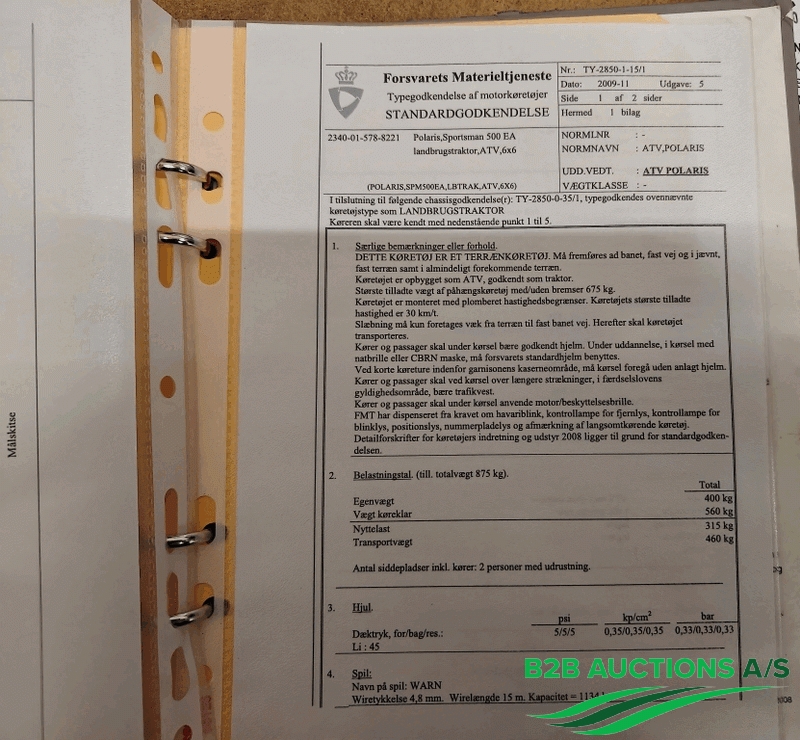 Målskitse
Forsvarets Materieltjeneste
Typegodkendelse af motorkøretøjer
STANDARDGODKENDELSE
Nr.: TY-2850-1-15/1
Dato: 2009-11 Udgave: 5
Side 1 af 2 sider
Hermed 1 bilag
2340-01-578-8221 Polaris,Sportsman 500 EA
landbrugstraktor,ATV,6x6
(POLARIS,SPM500EA,LBTRAK,ATV,6X6)
NORMLNR : -
NORMNAVN : ATV,POLARIS
UDD.VEDT. : ATV POLARIS
VÆGTKLASSE : -
I tilslutning til følgende chassisgodkendelse(r): TY-2850-0-35/1, typegodkendes ovennævnte
køretøjstype som LANDBRUGSTRAKTOR
Køreren skal være kendt med nedenstående punkt 1 til 5.
1. Særlige bemærkninger eller forhold.
DETTE KØRETØJ ER ET TERRÆNKØRETØJ. Må fremføres ad banet, fast vej og i jævnt,
fast terræn samt i almindeligt forekommende terræn.
Køretøjet er opbygget som ATV, godkendt som traktor.
Største tilladte vægt af påhængskøretøj med/uden bremser 675 kg.
Køretøjet er monteret med plomberet hastighedsbegrænser. Køretøjets største tilladte
hastighed er 30 km/t.
Slæbning må kun foretages væk fra terræn til fast banet vej. Herefter skal køretøjet
transporteres.
Kører og passager skal under kørsel bære godkendt hjelm. Under uddannelse, i kørsel med
natbrille eller CBRN maske, må forsvarets standardhjelm benyttes.
Ved korte køreture indenfor garnisonens kaserneområde, må kørsel foregå uden anlagt hjelm.
Kører og passager skal ved kørsel over længere strækninger, i færdselslovens
gyldighedsområde, bære trafikvest.
Kører og passager skal under kørsel anvende motor/beskyttelsesbrille.
FMT har dispenseret fra kravet om havariblink, kontrollampe for fjernlys, kontrollampe for
blinklys, positionslys, nummerpladelys og afmærkning af langsomtkørende køretøj.
Detailforskrifter for køretøjers indretning og udstyr 2008 ligger til grund for standardgodken-
delsen.
2. Belastningstal. (till. totalvægt 875 kg).
Total
Egenvægt 400 kg
Vægt køreklar 560 kg
Nyttelast 315 kg
Transportvægt 460 kg
Antal siddepladser inkl. kører: 2 personer med udrustning.
3. Hjul.
psi kp/cm² bar
Dæktryk, for/bag/res.: 5/5/5 0,35/0,35/0,35 0,33/0,33/0,33
Li : 45
4. Spil:
Navn på spil: WARN
Wiretykkelse 4,8 mm. Wirelængde 15 m. Kapacitet = 1134
B2B AUCTIONS A/S